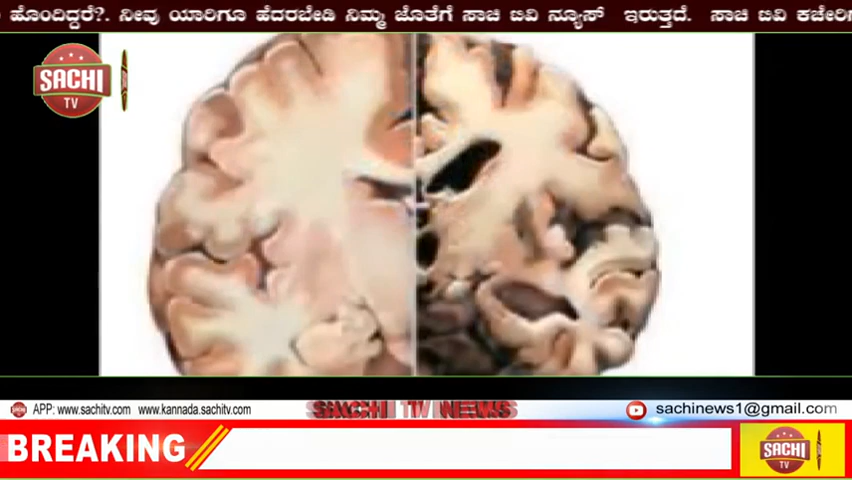 ಹೊಂದಿದ್ದರೆ?. ನೀವು ಯಾರಿಗೂ ಹೆದರಬೇಡಿ ನಿಮ್ಮ ಜೊತೆಗೆ ಸಾಚಿ ಟಿವಿ ನ್ಯೂಸ್ ಇರುತ್ತದೆ. ಸಾಚಿ ಟಿವಿ
SACHI
TV
APP: www.sachitv.com www.kannada.sachitv.com
SACHI TV NEWS
sachinews1@gmail.com
BREAKING
SACHI
TV